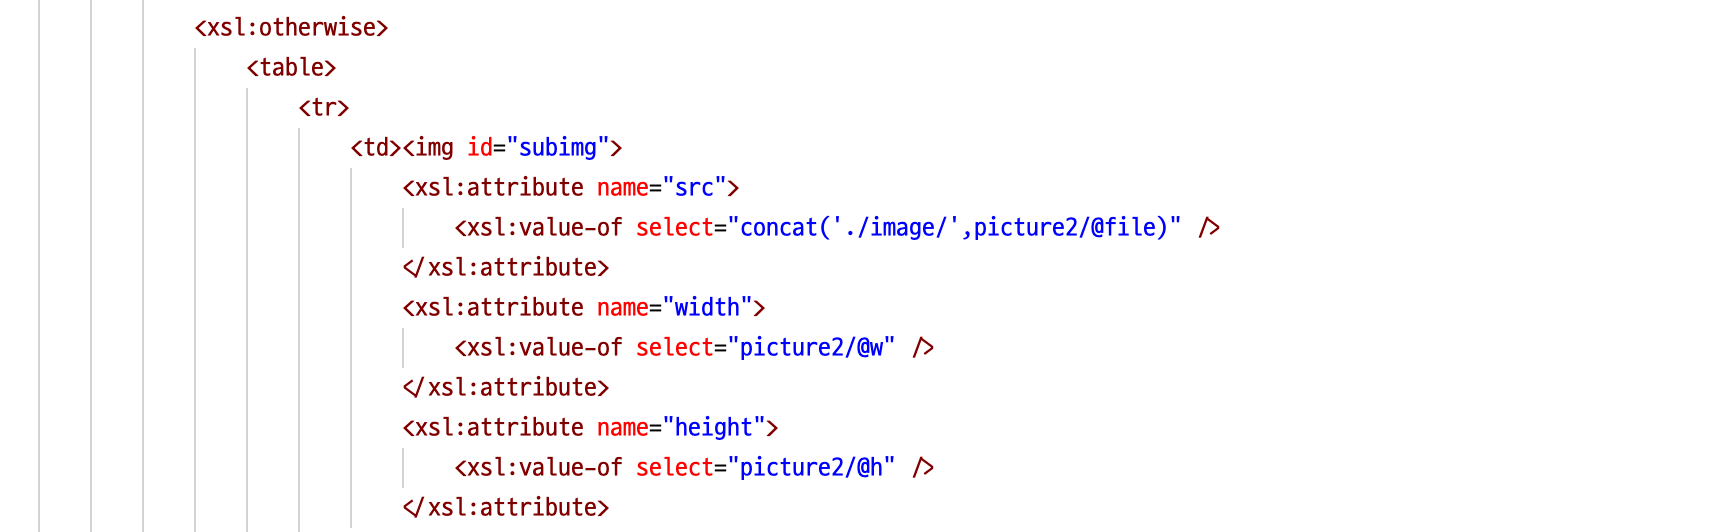 <xsl:otherwise>
<table>
<tr>
<td><img id="subimg">
<xsl:attribute name="src">
<xsl:value-of select="concat('./image/',picture2/@file)" />
</xsl:attribute>
<xsl:attribute name="width">
<xsl:value-of select="picture2/@w" />
</xsl:attribute>
<xsl:attribute name="height">
<xsl:value-of select="picture2/@h" />
</xsl:attribute>